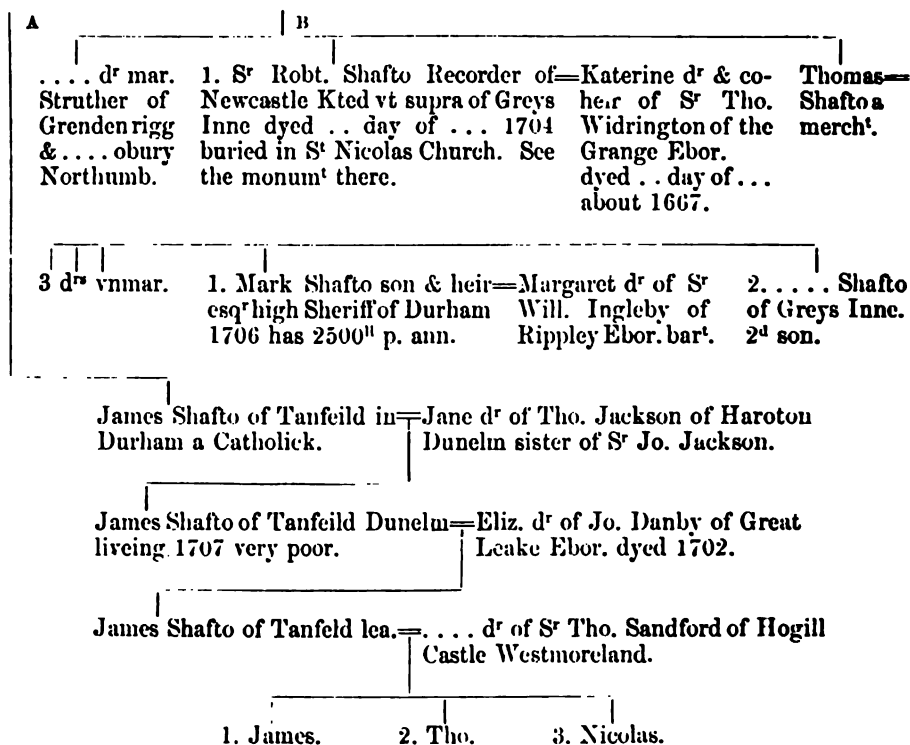 A B
. . . . dʳ mar.
Struther of
Grenden rigg
& . . . . obury
Northumb.
1. Sʳ Robt. Shafto Recorder of=
Newcastle Kted vt supra of Greys
Inne dyed . . day of . . . 1704
buried in Sᵗ Nicolas Church. See
the monumᵗ there.
Katerine dʳ & co-
heir of Sʳ Tho.
Widrington of the
Grange Ebor.
dyed . . day of . . .
about 1667.
Thomas=
Shafto a
merchᵗ.
3 dʳˢ vnmar.
1. Mark Shafto son & heir=
esqʳ high Sheriff of Durham
1706 has 2500ˡˡ p. ann.
Margaret dʳ of Sʳ
Will. Ingleby of
Rippley Ebor. barᵗ.
2. . . . . Shafto
of Greys Inne.
2ᵈ son.
James Shafto of Tanfeild in=
Durham a Catholick.
Jane dʳ of Tho. Jackson of Haroton
Dunelm sister of Sʳ Jo. Jackson.
James Shafto of Tanfeild Dunelm=
liveing 1707 very poor.
Eliz. dʳ of Jo. Danby of Great
Leake Ebor. dyed 1702.
James Shafto of Tanfeld lea.=
. . . . dʳ of Sʳ Tho. Sandford of Hogill
Castle Westmoreland.
1. James. 2. Tho. 3. Nicolas.